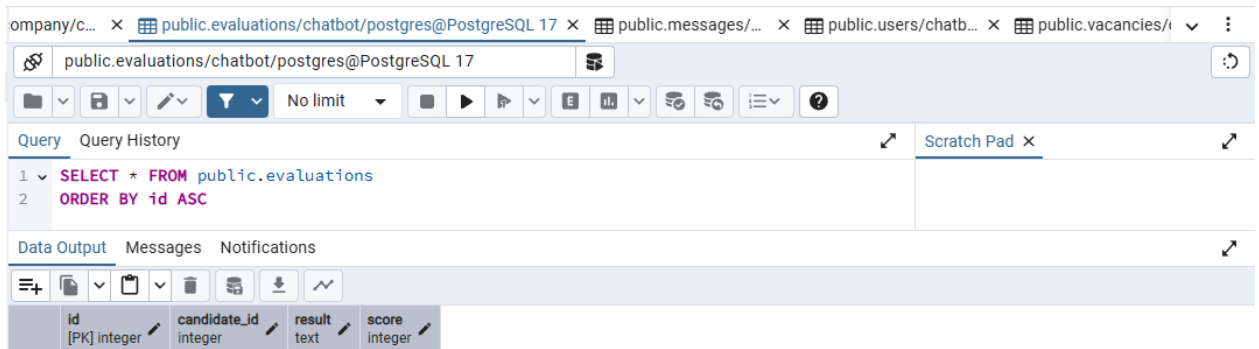 ompany/c... × public.evaluations/chatbot/postgres@PostgreSQL 17 × public.messages/... × public.users/chatb... × public.vacancies/
public.evaluations/chatbot/postgres@PostgreSQL 17
No limit E
Query Query History Scratch Pad ×
1 SELECT * FROM public.evaluations
2 ORDER BY id ASC
Data Output Messages Notifications
id candidate_id result score
[PK] integer integer text integer